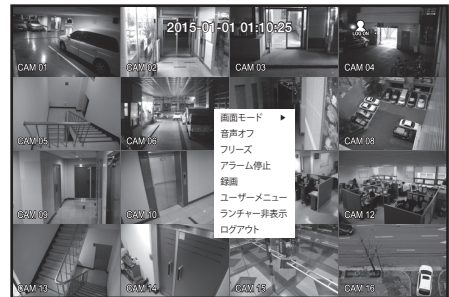 2015-01-01 01:10:25
LOG ON
CAM 01
CAM 02
CAM 03
CAM 04
画面モード ▶
音声オフ
フリーズ
アラーム停止
録画
ユーザーメニュー
ランチャー非表示
ログアウト
CAM 05
CAM 06
CAM 08
CAM 09
CAM 10
CAM 12
CAM 13
CAM 14
CAM 15
CAM 16